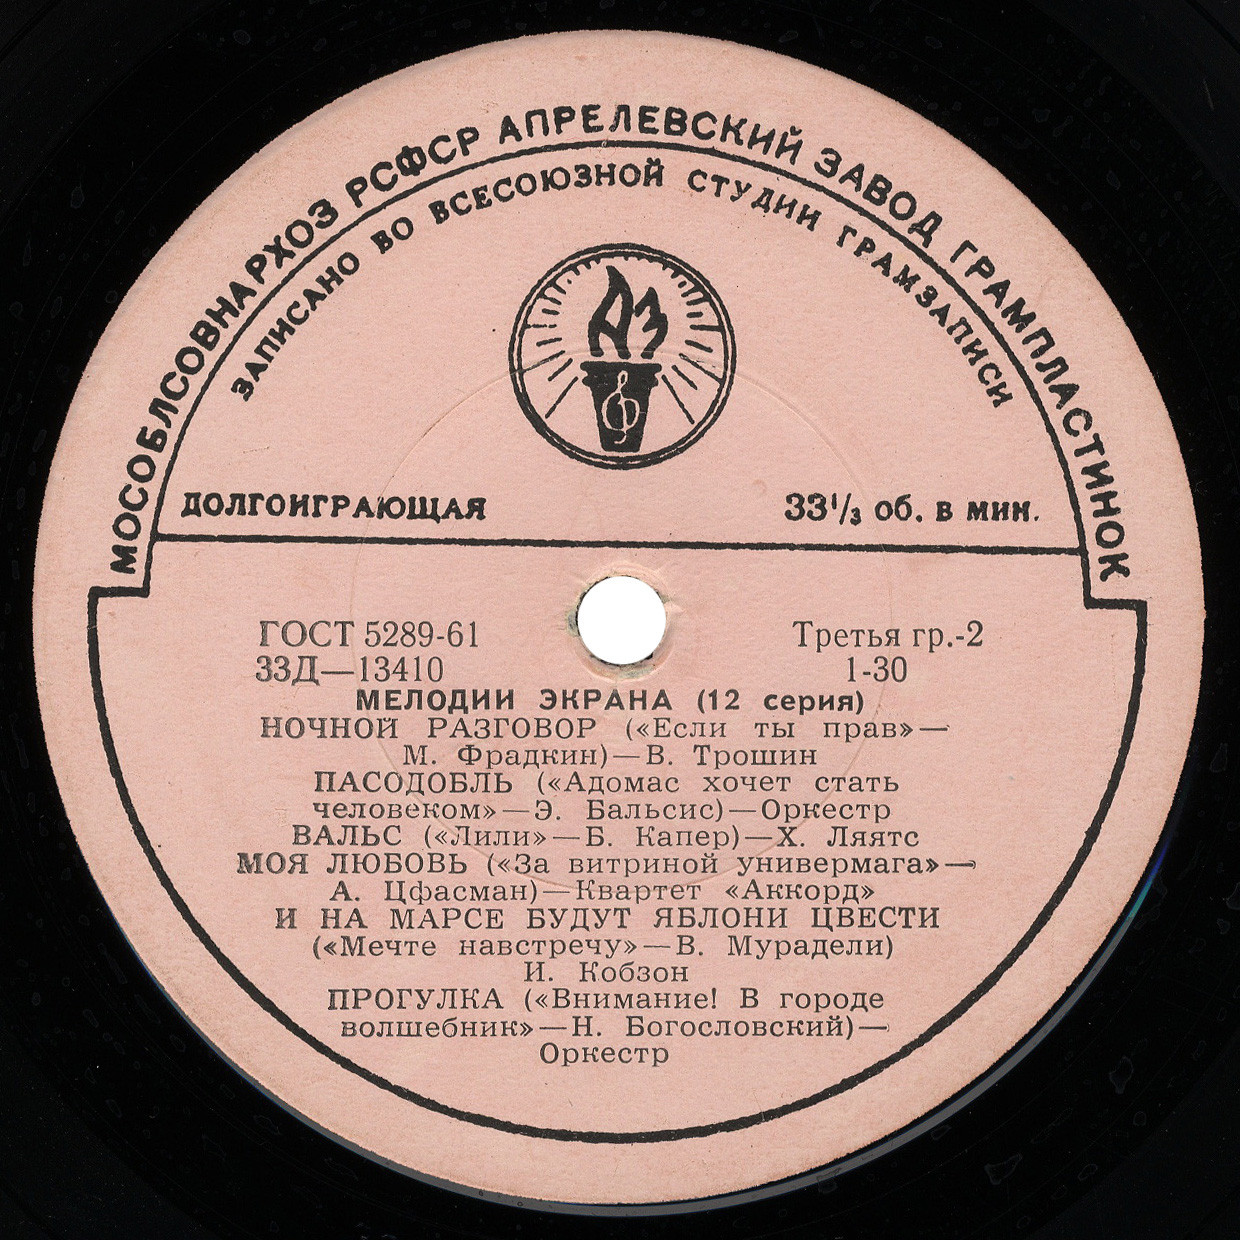 МОСОБЛСОВНАРХОЗ РСФСР АПРЕЛЕВСКИЙ ЗАВОД ГРАМПЛАСТИНОК
ЗАПИСАНО ВО ВСЕСОЮЗНОЙ СТУДИИ ГРАМЗАПИСИ
АЗ
ДОЛГОИГРАЮЩАЯ 33⅓ об. в мин.
ГОСТ 5289-61 Третья гр.-2
33Д—13410 1-30
МЕЛОДИИ ЭКРАНА (12 серия)
НОЧНОЙ РАЗГОВОР («Если ты прав»—
М. Фрадкин)—В. Трошин
ПАСОДОБЛЬ («Адомас хочет стать
человеком»—Э. Бальсис)—Оркестр
ВАЛЬС («Лили»—Б. Капер)—Х. Ляятс
МОЯ ЛЮБОВЬ («За витриной универмага»—
А. Цфасман)—Квартет «Аккорд»
И НА МАРСЕ БУДУТ ЯБЛОНИ ЦВЕСТИ
(«Мечте навстречу»—В. Мурадели)
И. Кобзон
ПРОГУЛКА («Внимание! В городе
волшебник»—Н. Богословский)—
Оркестр